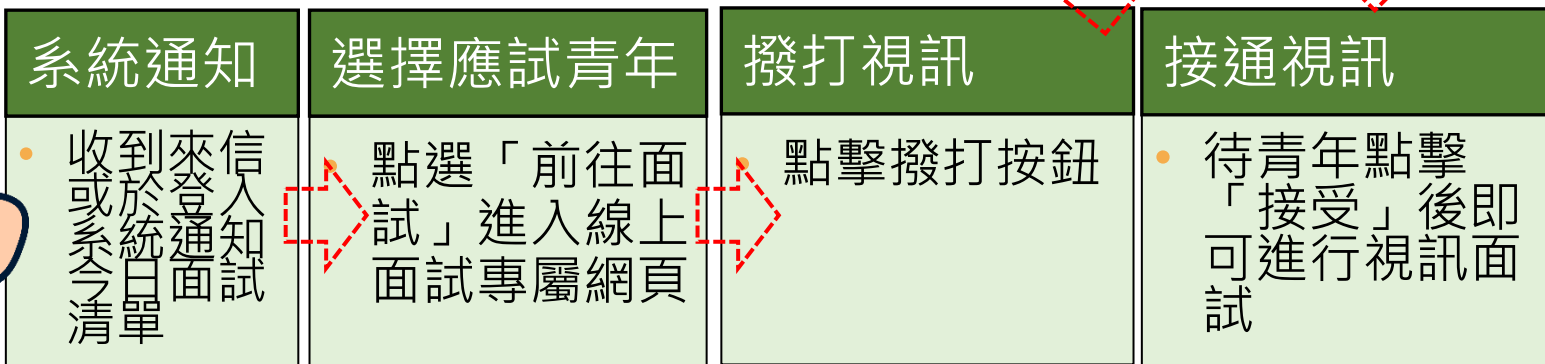 系統通知
收到來信
或於登入
系統通知
今日面試
清單
選擇應試青年
點選「前往面
試」進入線上
面試專屬網頁
撥打視訊
點擊撥打按鈕
接通視訊
待青年點擊
「接受」後即
可進行視訊面
試